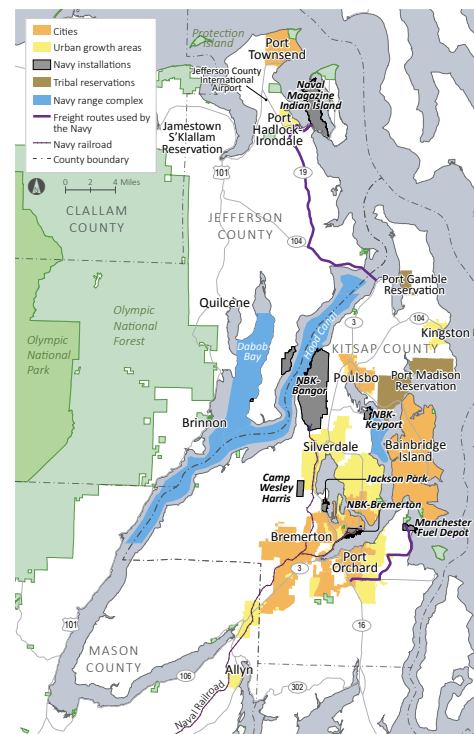 Cities
Urban growth areas
Navy installations
Tribal reservations
Navy range complex
Freight routes used by
the Navy
Navy railroad
County boundary
0 2 4 Miles
Protection
Island
Port
Townsend
Jefferson County
International
Airport
Naval
Magazine
Indian Island
Port
Hadlock-
Irondale
Jamestown
S'Klallam
Reservation
101
19
CLALLAM
COUNTY
JEFFERSON
COUNTY
104
Port Gamble
Reservation
Quilcene
Olympic
National
Forest
Hood Canal
3
104
Kingston
Olympic
National
Park
Dabob
Bay
KITSAP COUNTY
NBK-
Bangor
Poulsbo
Port Madison
Reservation
Brinnon
NBK-
Keyport
Silverdale
Bainbridge
Island
Camp
Wesley
Harris
Jackson Park
NBK-Bremerton
Manchester
Fuel Depot
Bremerton
Port
Orchard
3
101
16
MASON
COUNTY
106
Allyn
302
Naval Railroad